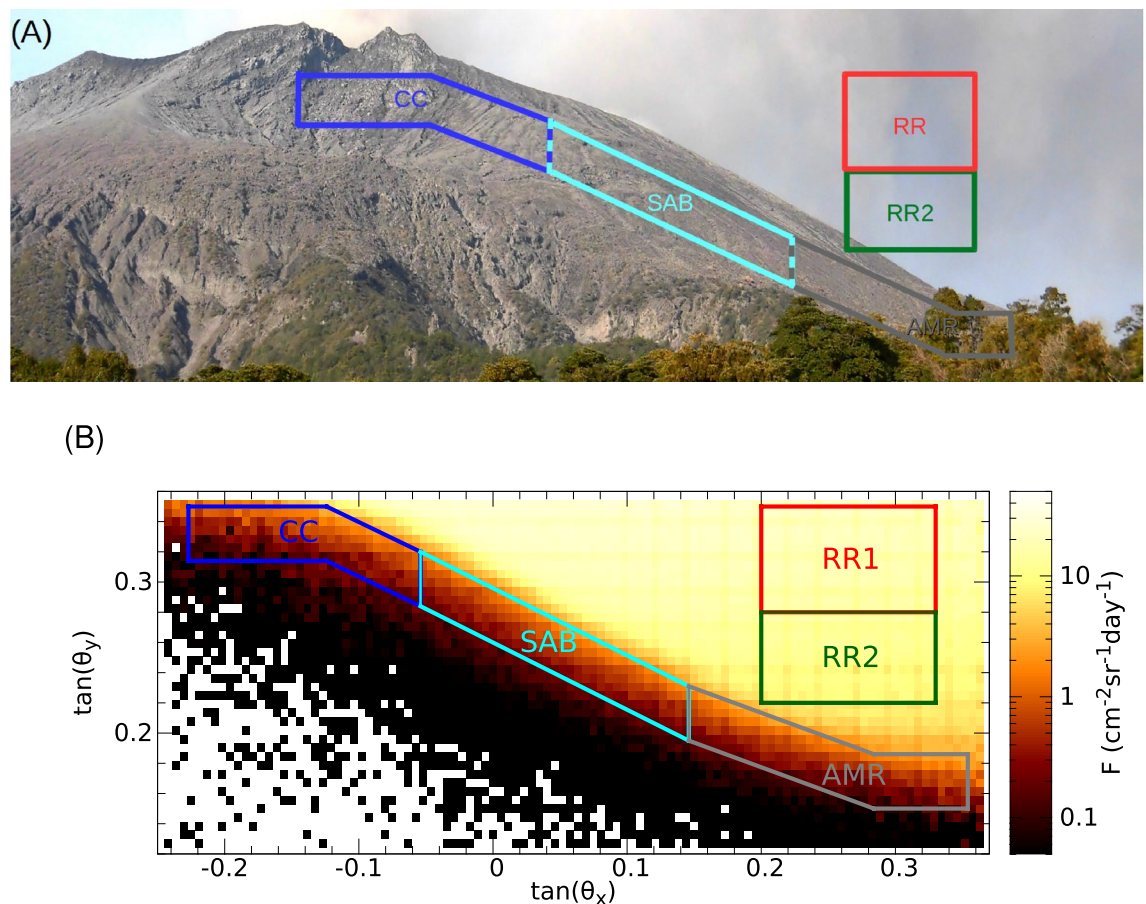 (A)
CC
RR
SAB
RR2
AMR
(B)
CC
RR1
SAB
RR2
AMR
0.3
0.2
tan(θy)
-0.2
-0.1
0
0.1
0.2
0.3
tan(θx)
10
1
0.1
F (cm⁻²sr⁻¹day⁻¹)